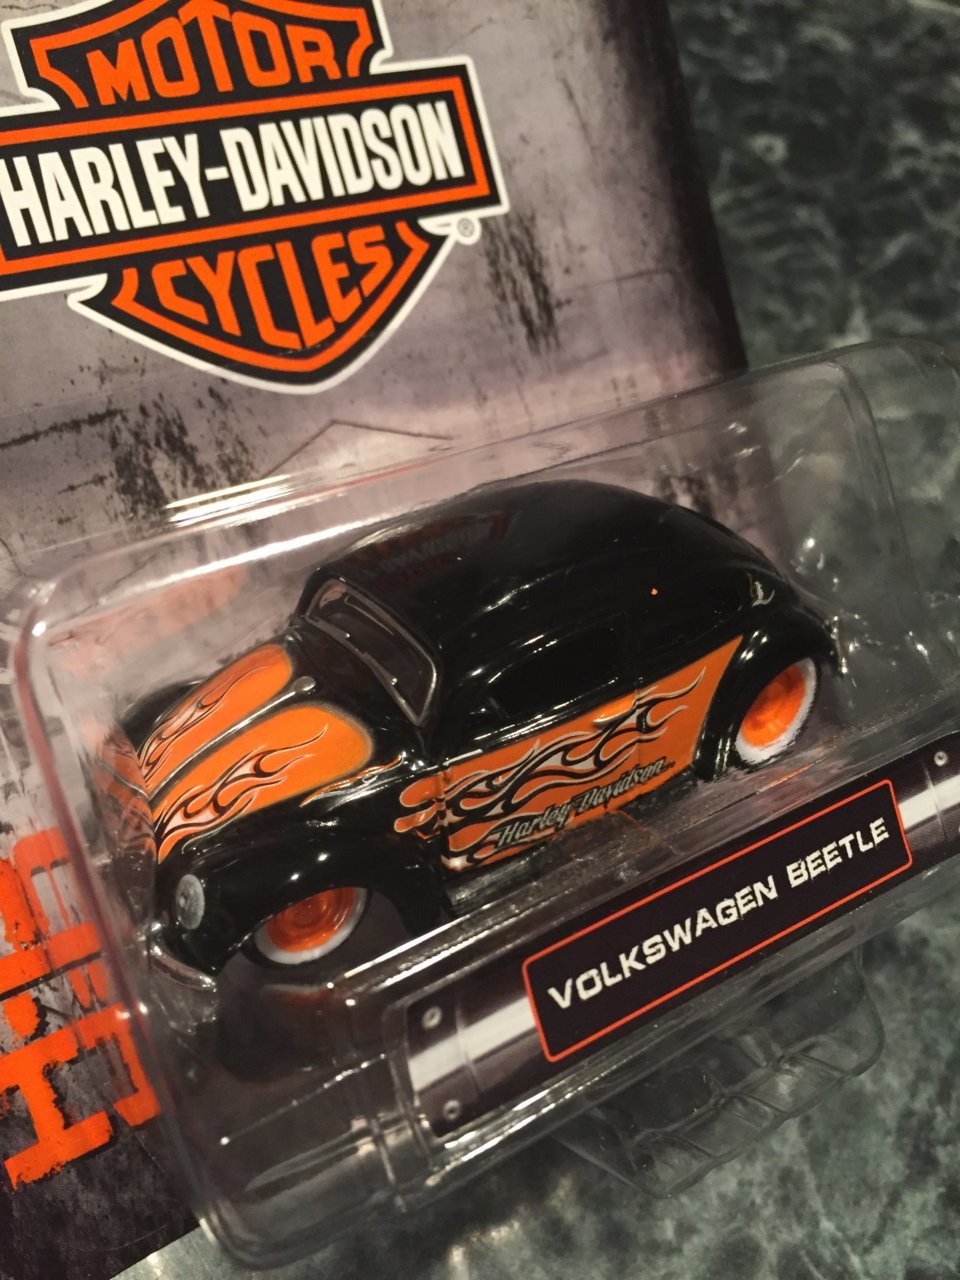 MOTOR
HARLEY-DAVIDSON
®
CYCLES
Harley-Davidson
VOLKSWAGEN BEETLE